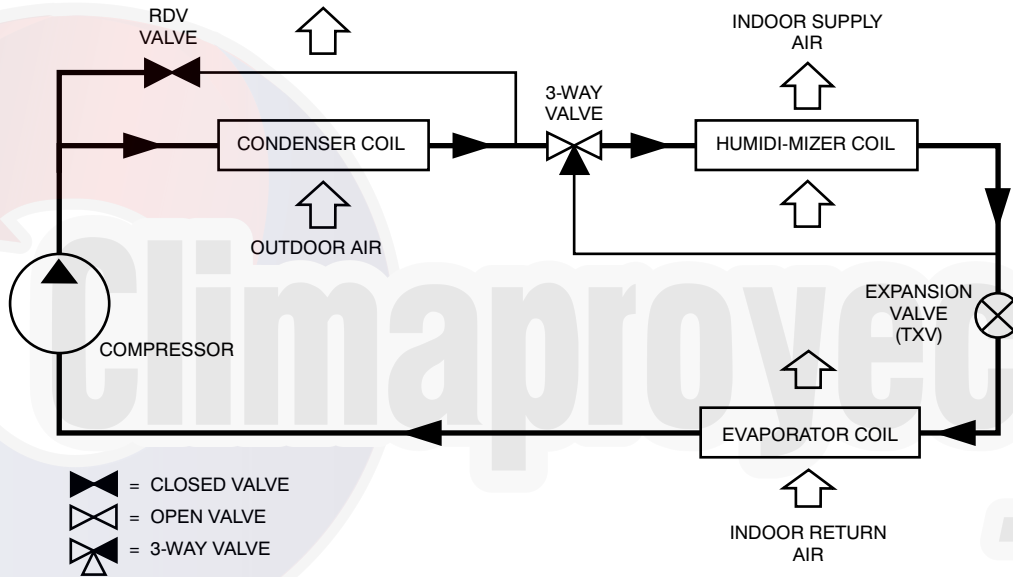 RDV
VALVE
INDOOR SUPPLY
AIR
3-WAY
VALVE
CONDENSER COIL
HUMIDI-MIZER COIL
OUTDOOR AIR
EXPANSION
VALVE
(TXV)
COMPRESSOR
Climaproyec
EVAPORATOR COIL
= CLOSED VALVE
= OPEN VALVE
= 3-WAY VALVE
INDOOR RETURN
AIR